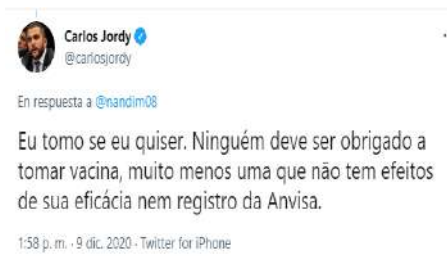 Carlos Jordy
@carlosjordy
En respuesta a @nandim08
Eu tomo se eu quiser. Ninguém deve ser obrigado a
tomar vacina, muito menos uma que não tem efeitos
de sua eficácia nem registro da Anvisa.
1:58 p. m. · 9 dic. 2020 · Twitter for iPhone